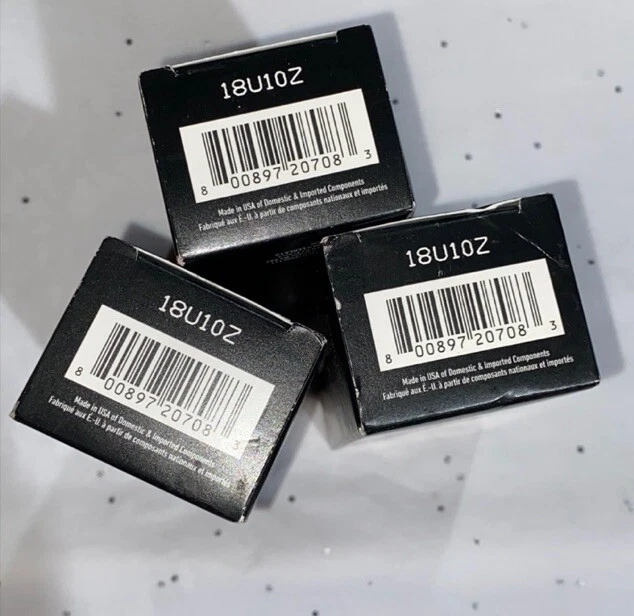 18U10Z
8 00897 20708 3
Made in USA of Domestic & Imported Components
Fabriqué aux É.-U. à partir de composants nationaux et importés
18U10Z
8 00897 20708 3
Made in USA of Domestic & Imported Components
Fabriqué aux É.-U. à partir de composants nationaux et importés
18U10Z
8 00897 20708 3
Made in USA of Domestic & Imported Components
Fabriqué aux É.-U. à partir de composants nationaux et importés